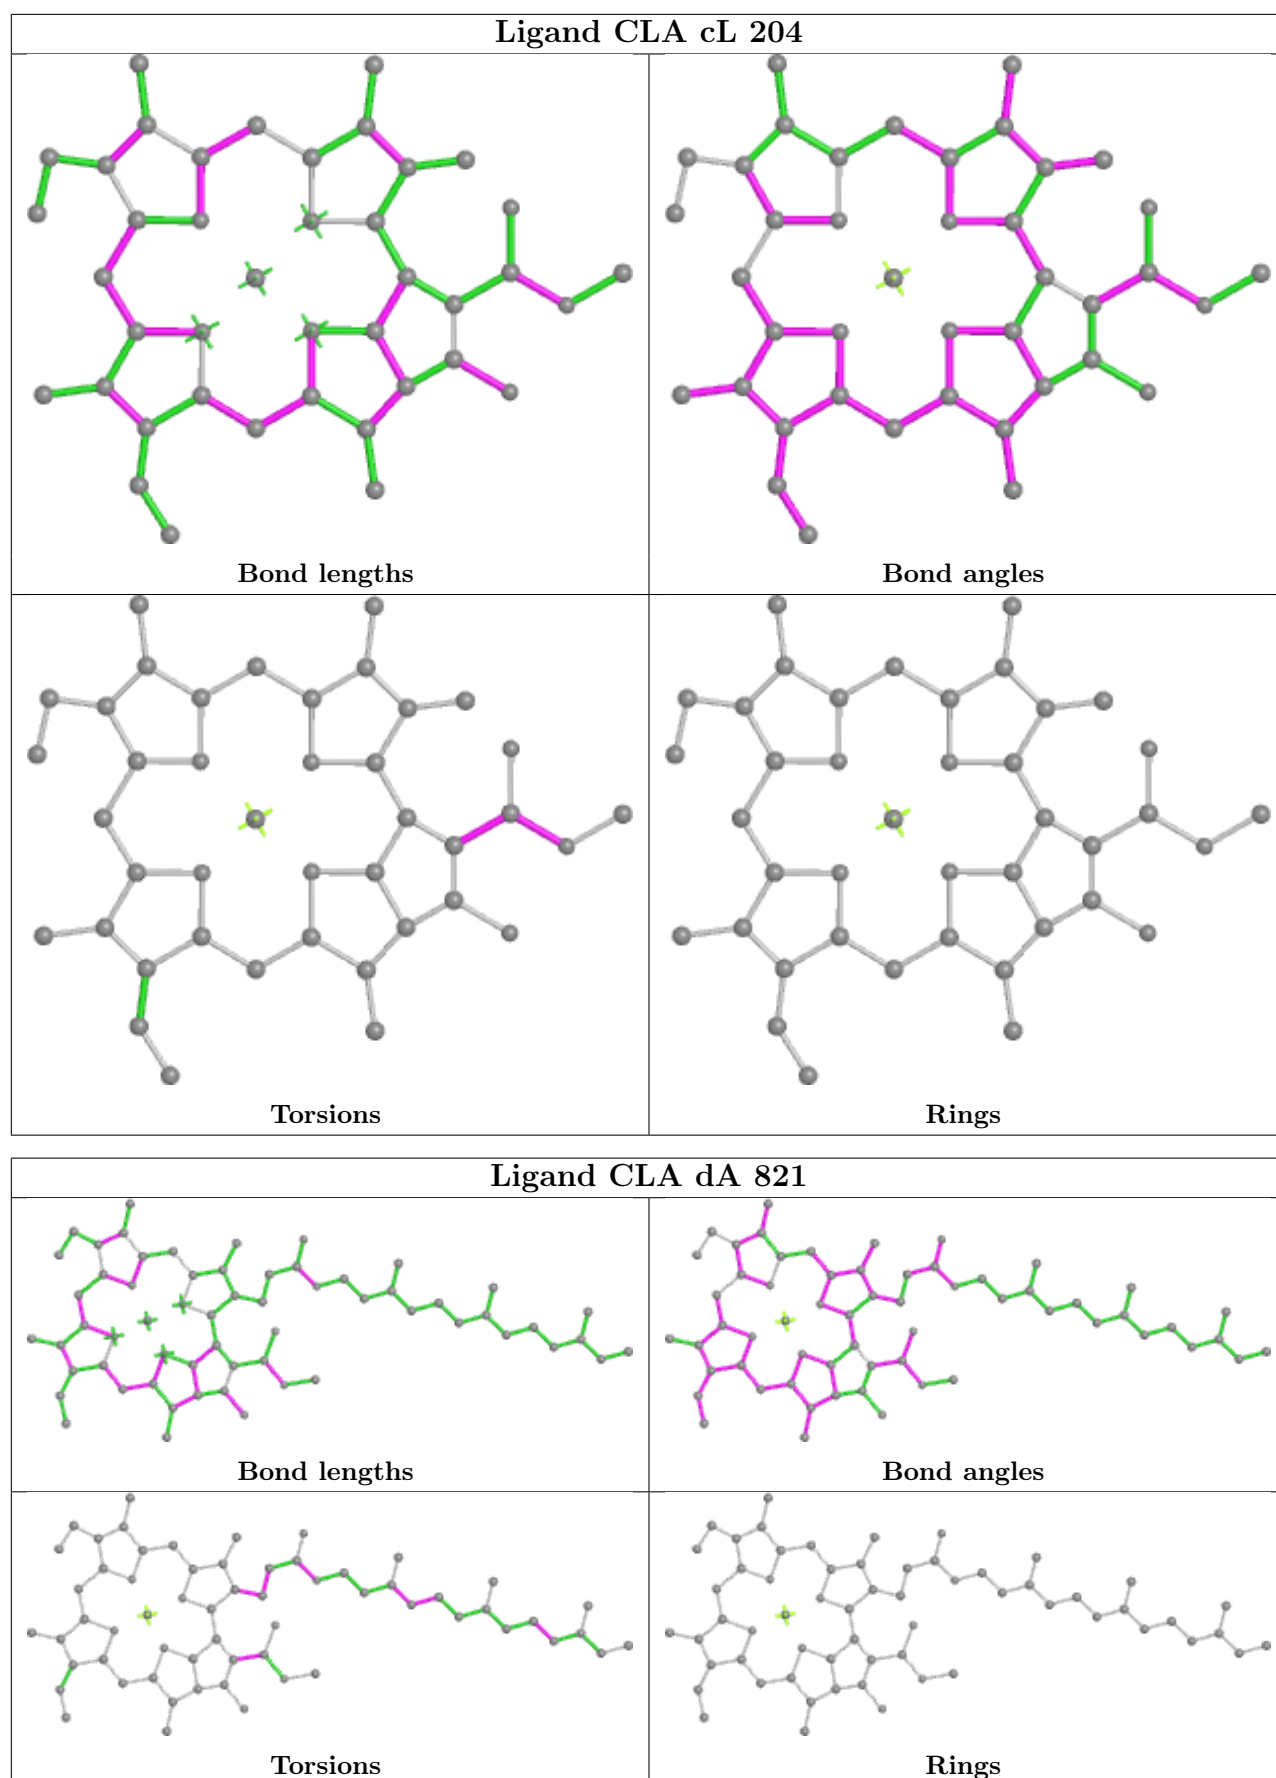 Ligand CLA cL 204
Bond lengths
Bond angles
Torsions
Rings
Ligand CLA dA 821
Bond lengths
Bond angles
Torsions
Rings